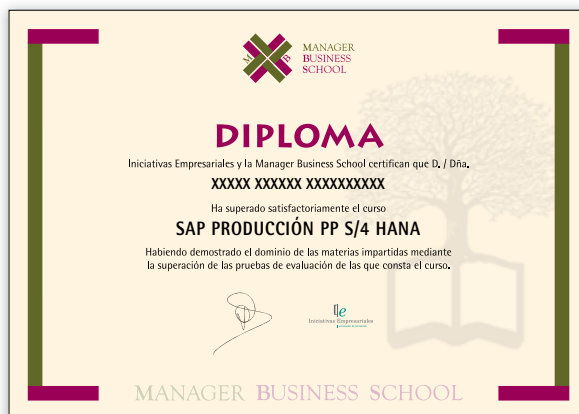 MANAGER
BUSINESS
SCHOOL
M B
DIPLOMA
Iniciativas Empresariales y la Manager Business School certifican que D. / Dña.
XXXXX XXXXXX XXXXXXXXXX
Ha superado satisfactoriamente el curso
SAP PRODUCCIÓN PP S/4 HANA
Habiendo demostrado el dominio de las materias impartidas mediante
la superación de las pruebas de evaluación de las que consta el curso.
Ie
Iniciativas Empresariales
MANAGER BUSINESS SCHOOL